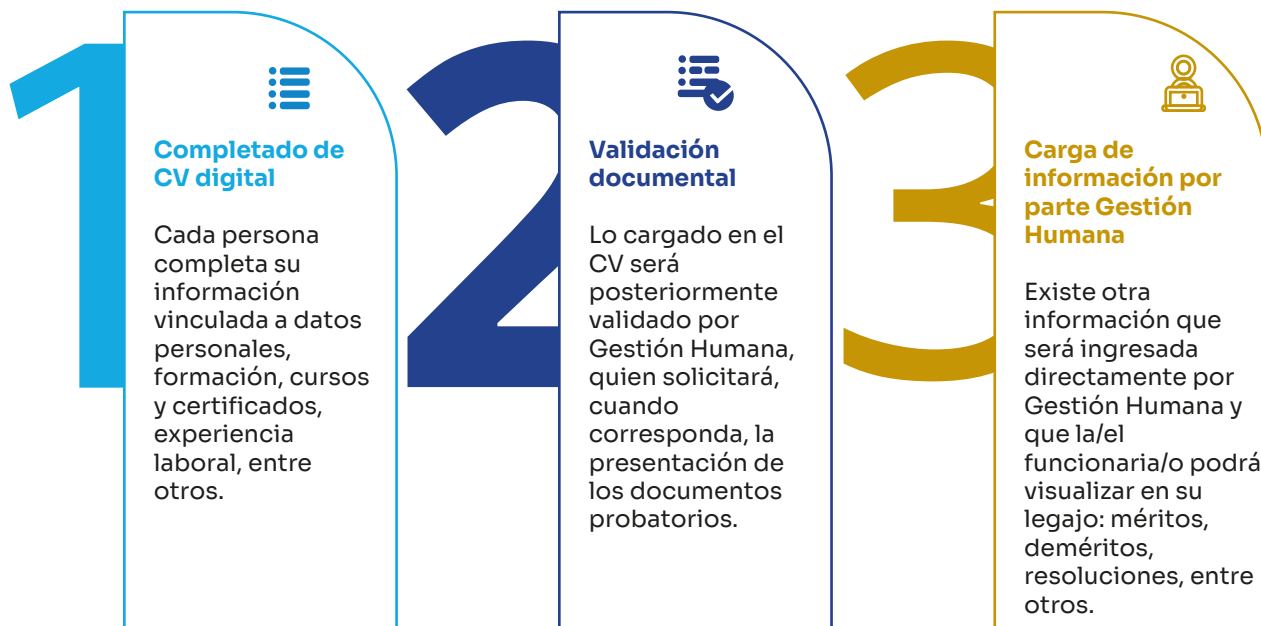 1
Completado de
CV digital
Cada persona
completa su
información
vinculada a datos
personales,
formación, cursos
y certificados,
experiencia
laboral, entre
otros.
2
Validación
documental
Lo cargado en el
CV será
posteriormente
validado por
Gestión Humana,
quien solicitará,
cuando
corresponda, la
presentación de
los documentos
probatorios.
3
Carga de
información por
parte Gestión
Humana
Existe otra
información que
será ingresada
directamente por
Gestión Humana y
que la/el
funcionaria/o podrá
visualizar en su
legajo: méritos,
deméritos,
resoluciones, entre
otros.